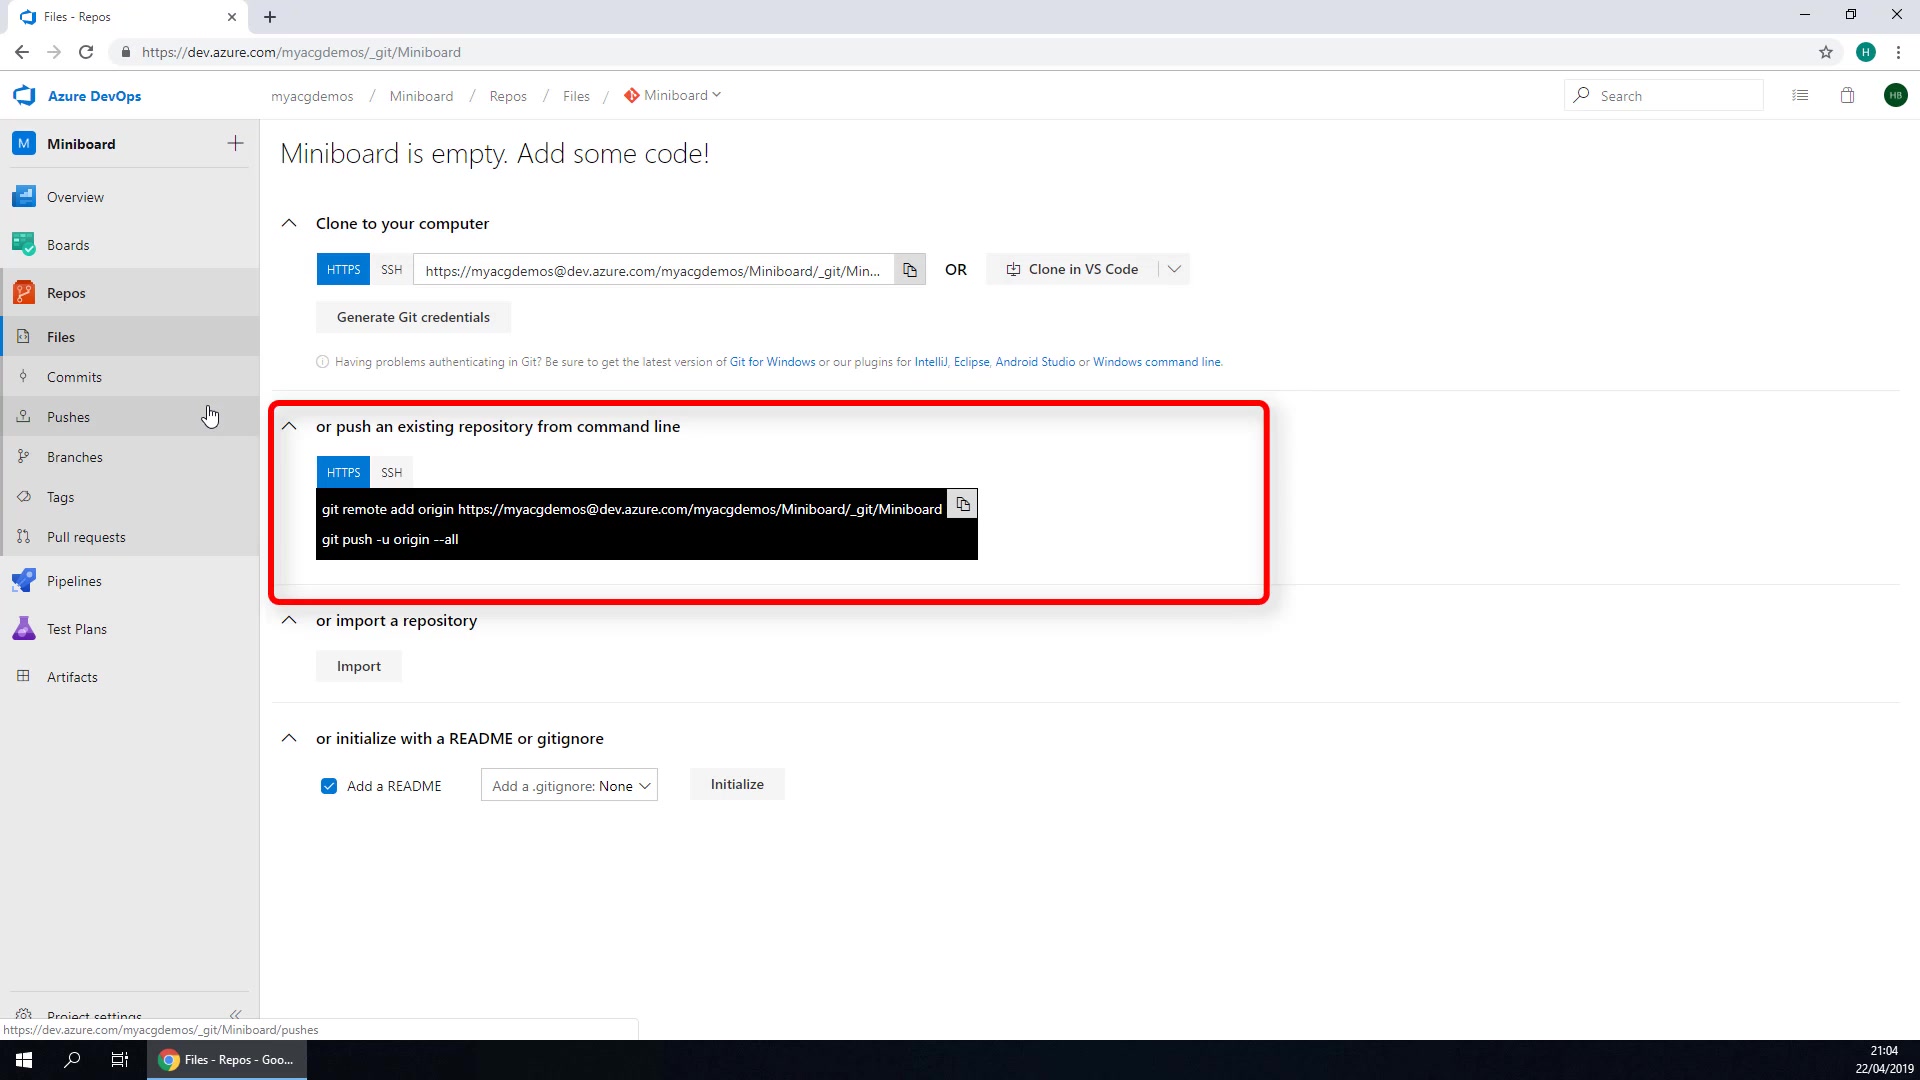 Files - Repos
https://dev.azure.com/myacgdemos/_git/Miniboard
H
Azure DevOps
myacgdemos / Miniboard / Repos / Files / Miniboard
Search
HB
M Miniboard
Overview
Boards
Repos
Files
Commits
Pushes
Branches
Tags
Pull requests
Pipelines
Test Plans
Artifacts
Project settings
https://dev.azure.com/myacgdemos/_git/Miniboard/pushes
Miniboard is empty. Add some code!
Clone to your computer
HTTPS SSH https://myacgdemos@dev.azure.com/myacgdemos/Miniboard/_git/Min... OR Clone in VS Code
Generate Git credentials
Having problems authenticating in Git? Be sure to get the latest version of Git for Windows or our plugins for IntelliJ, Eclipse, Android Studio or Windows command line.
or push an existing repository from command line
HTTPS SSH
git remote add origin https://myacgdemos@dev.azure.com/myacgdemos/Miniboard/_git/Miniboard
git push -u origin --all
or import a repository
Import
or initialize with a README or gitignore
Add a README Add a .gitignore: None Initialize
Files - Repos - Goo...
21:04
22/04/2019